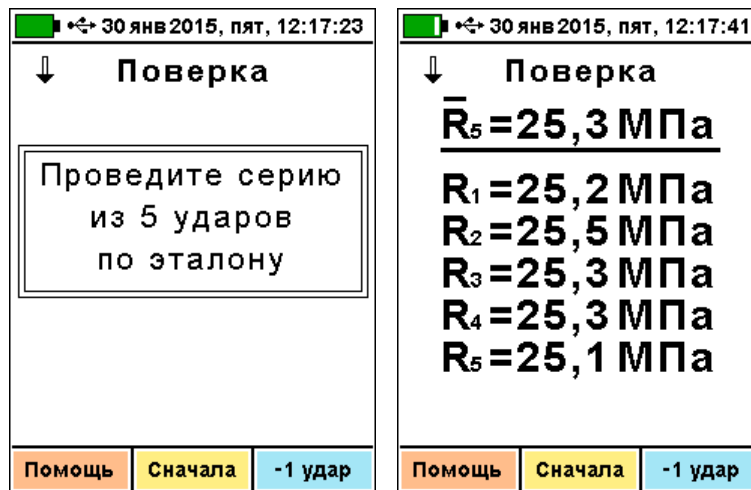 30 янв 2015, пят, 12:17:23
Поверка
Проведите серию
из 5 ударов
по эталону
Помощь Сначала -1 удар
30 янв 2015, пят, 12:17:41
Поверка
R̅₅=25,3 МПа
R₁=25,2 МПа
R₂=25,5 МПа
R₃=25,3 МПа
R₄=25,3 МПа
R₅=25,1 МПа
Помощь Сначала -1 удар